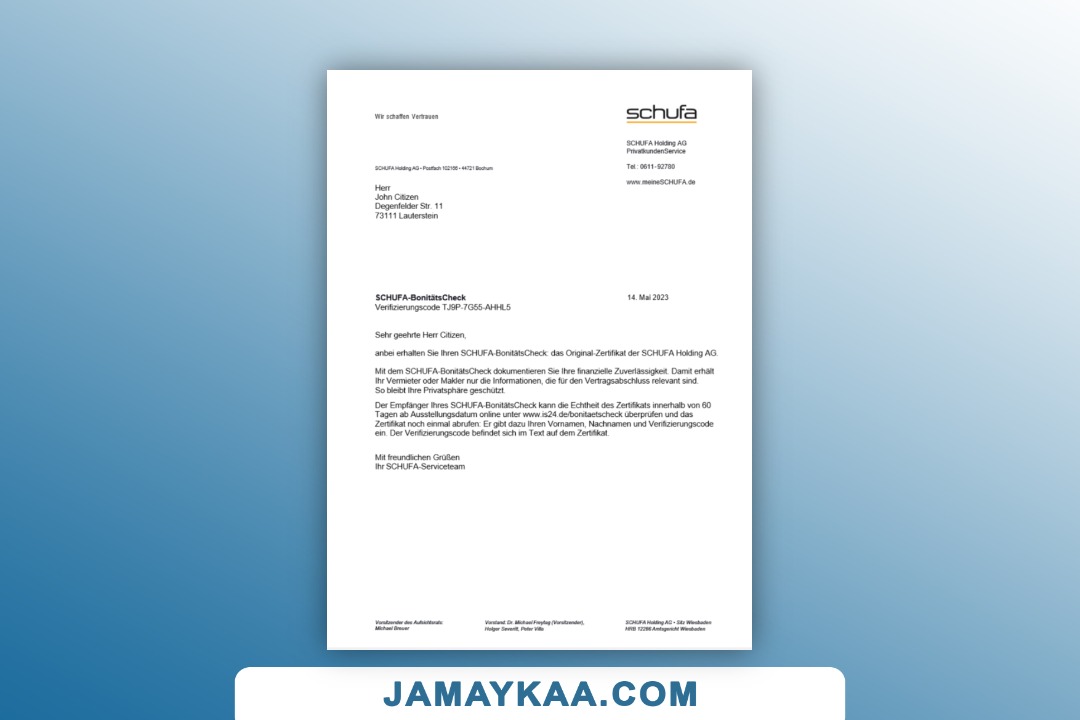 Wir schaffen Vertrauen
schufa
SCHUFA Holding AG
PrivatkundenService
Tel.: 0611-92780
www.meineSCHUFA.de
SCHUFA Holding AG • Postfach 102166 • 44721 Bochum
Herr
John Citizen
Degenfelder Str. 11
73111 Lauterstein
SCHUFA-BonitätsCheck
14. Mai 2023
Verifizierungscode TJ9P-7G55-AHHL5
Sehr geehrte Herr Citizen,
anbei erhalten Sie Ihren SCHUFA-BonitätsCheck: das Original-Zertifikat der SCHUFA Holding AG.
Mit dem SCHUFA-BonitätsCheck dokumentieren Sie Ihre finanzielle Zuverlässigkeit. Damit erhält
Ihr Vermieter oder Makler nur die Informationen, die für den Vertragsabschluss relevant sind.
So bleibt Ihre Privatsphäre geschützt.
Der Empfänger Ihres SCHUFA-BonitätsCheck kann die Echtheit des Zertifikats innerhalb von 60
Tagen ab Ausstellungsdatum online unter www.is24.de/bonitaetscheck überprüfen und das
Zertifikat noch einmal abrufen: Er gibt dazu Ihren Vornamen, Nachnamen und Verifizierungscode
ein. Der Verifizierungscode befindet sich im Text auf dem Zertifikat.
Mit freundlichen Grüßen
Ihr SCHUFA-Serviceteam
Vorsitzender des Aufsichtsrats:
Michael Breuer
Vorstand: Dr. Michael Freytag (Vorsitzender),
Holger Severitt, Peter Villa
SCHUFA Holding AG • Sitz Wiesbaden
HRB 12286 Amtsgericht Wiesbaden
JAMAYKAA.COM